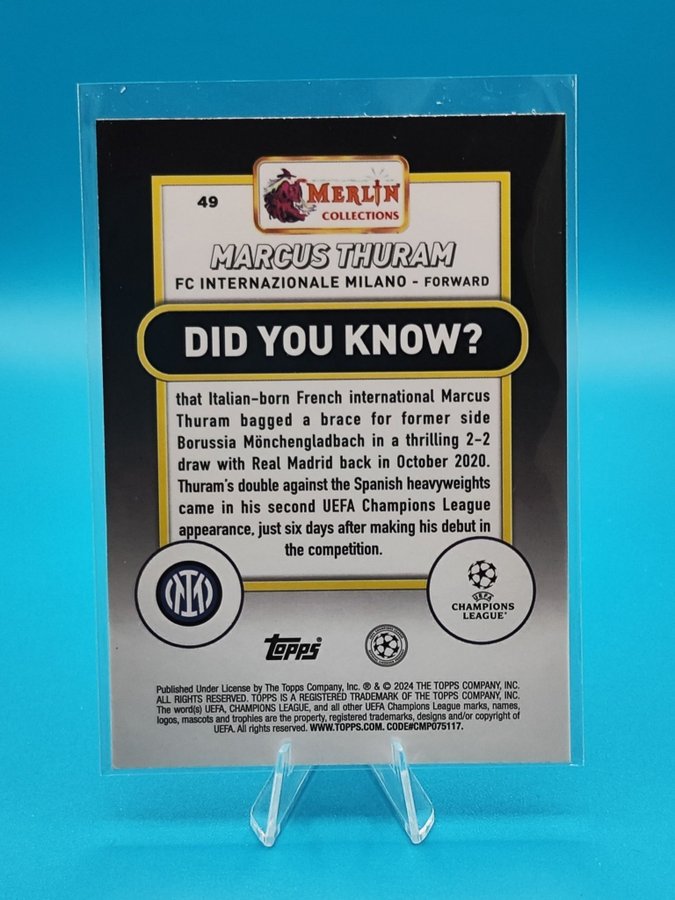 49
MERLIN
COLLECTIONS
MARCUS THURAM
FC INTERNAZIONALE MILANO - FORWARD
DID YOU KNOW?
that Italian-born French international Marcus
Thuram bagged a brace for former side
Borussia Mönchengladbach in a thrilling 2-2
draw with Real Madrid back in October 2020.
Thuram's double against the Spanish heavyweights
came in his second UEFA Champions League
appearance, just six days after making his debut in
the competition.
UEFA
CHAMPIONS
LEAGUE®
Topps®
Published Under License by The Topps Company, Inc. ® & © 2024 THE TOPPS COMPANY, INC.
ALL RIGHTS RESERVED. TOPPS IS A REGISTERED TRADEMARK OF THE TOPPS COMPANY, INC.
The word(s) UEFA, CHAMPIONS LEAGUE, and all other UEFA Champions League marks, names,
logos, mascots and trophies are the property, registered trademarks, designs and/or copyright of
UEFA. All rights reserved. WWW.TOPPS.COM. CODE#CMP075117.